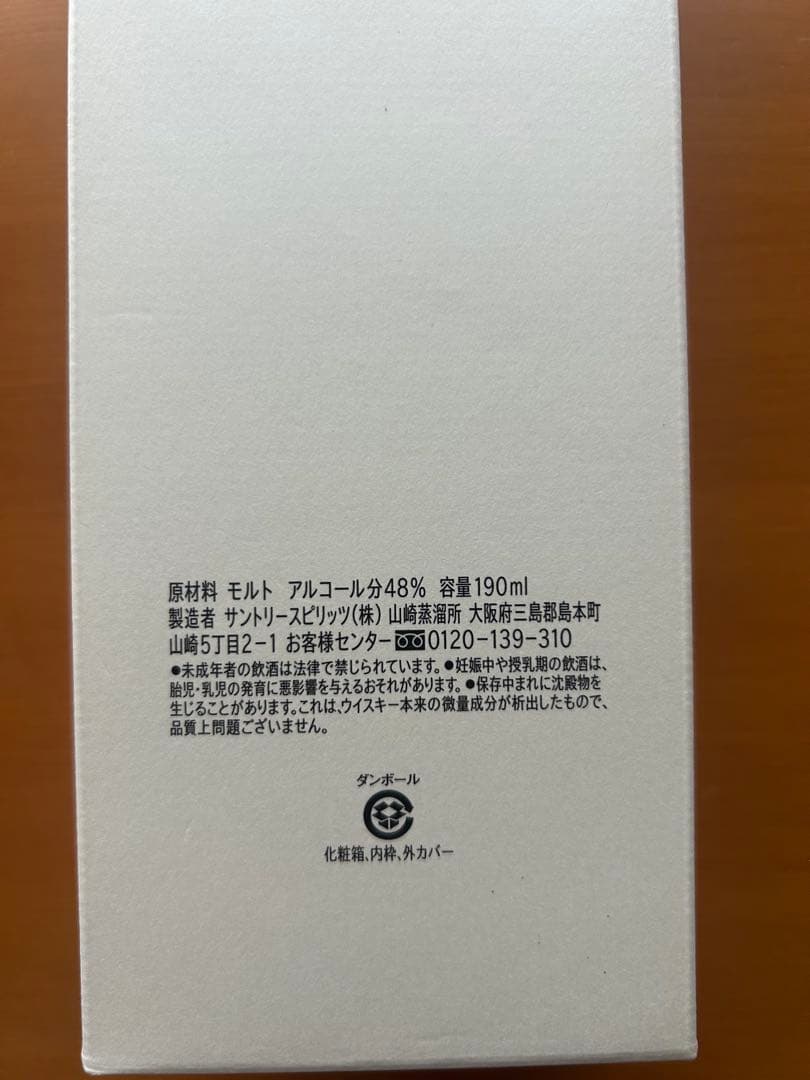 原材料 モルト アルコール分48% 容量190ml
製造者 サントリースピリッツ(株) 山崎蒸溜所 大阪府三島郡島本町
山崎5丁目2-1 お客様センター 0120-139-310
●未成年者の飲酒は法律で禁じられています。●妊娠中や授乳期の飲酒は、
胎児・乳児の発育に悪影響を与えるおそれがあります。●保存中まれに沈殿物を
生じることがあります。これは、ウイスキー本来の微量成分が析出したもので、
品質上問題ございません。
ダンボール
化粧箱、内枠、外カバー